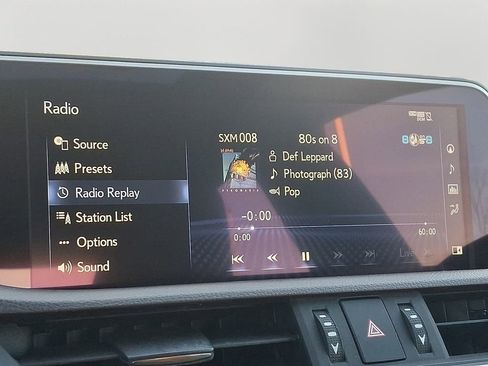 Radio
Source
Presets
Radio Replay
Station List
Options
Sound
SXM 008
80s on 8
Def Leppard
Photograph (83)
Pop
-0:00
0:00
60:00
Live